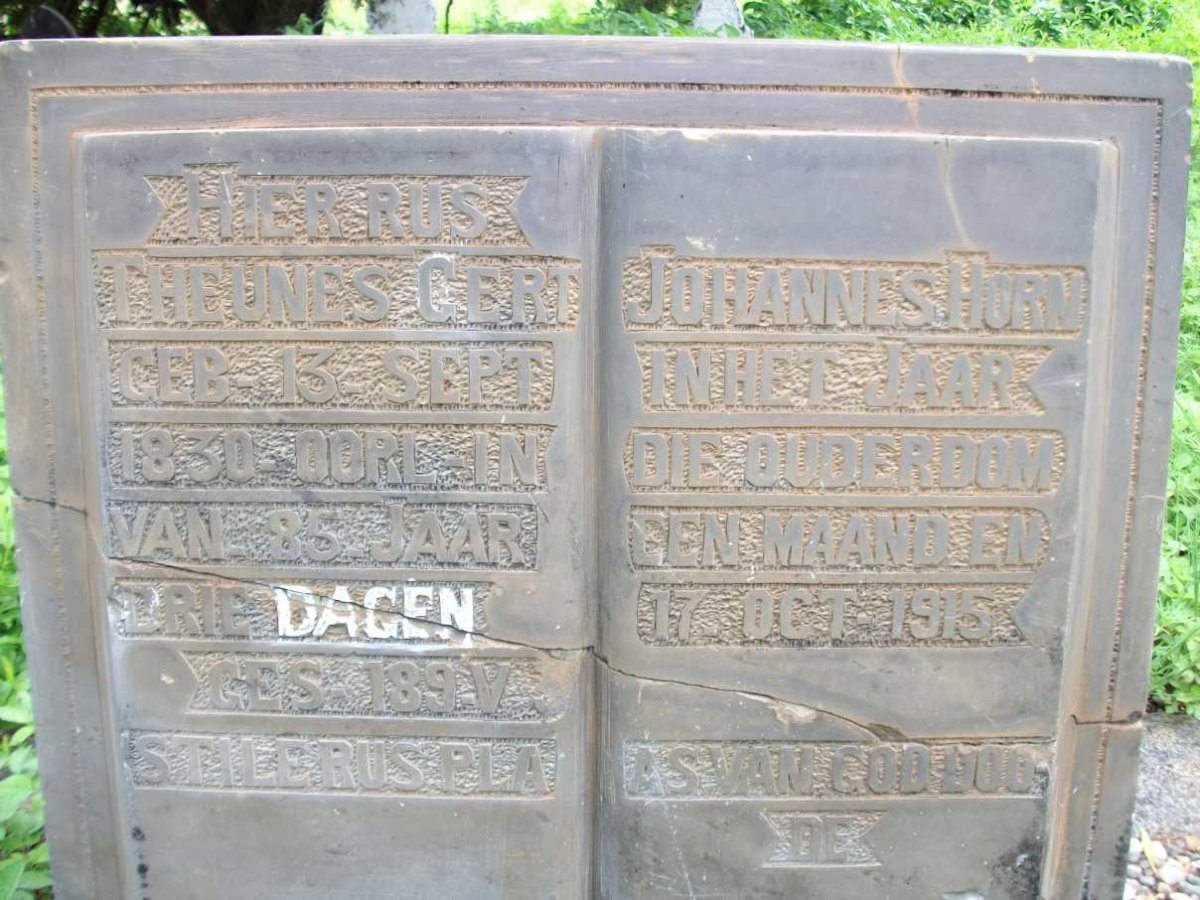 HIER RUS
THEUNES GERT JOHANNES HORN
GEB- 13- SEPT IN HET JAAR
1830- OORL- IN DIE OUDERDOM
VAN- 85- JAAR EEN MAAND EN
DRIE DAGEN 17- OCT- 1915
GES- 189 V.
STILE RUS PLA AS VAN GOD DOO
DE